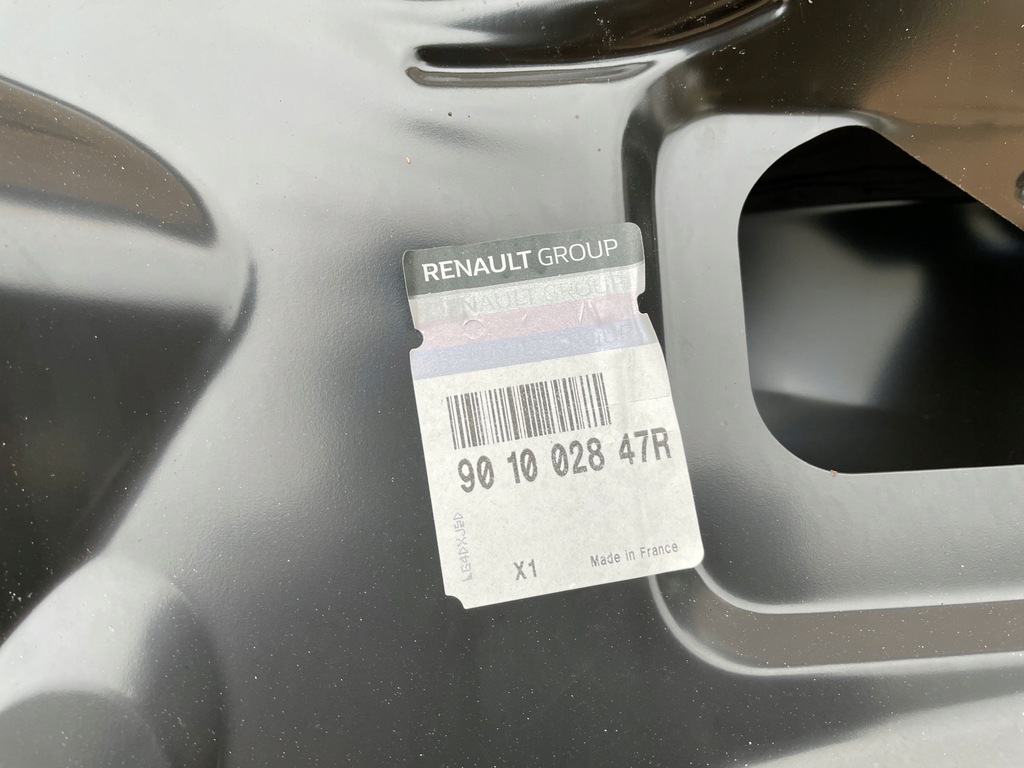 RENAULT GROUP
90 10 028 47R
X1
Made in France